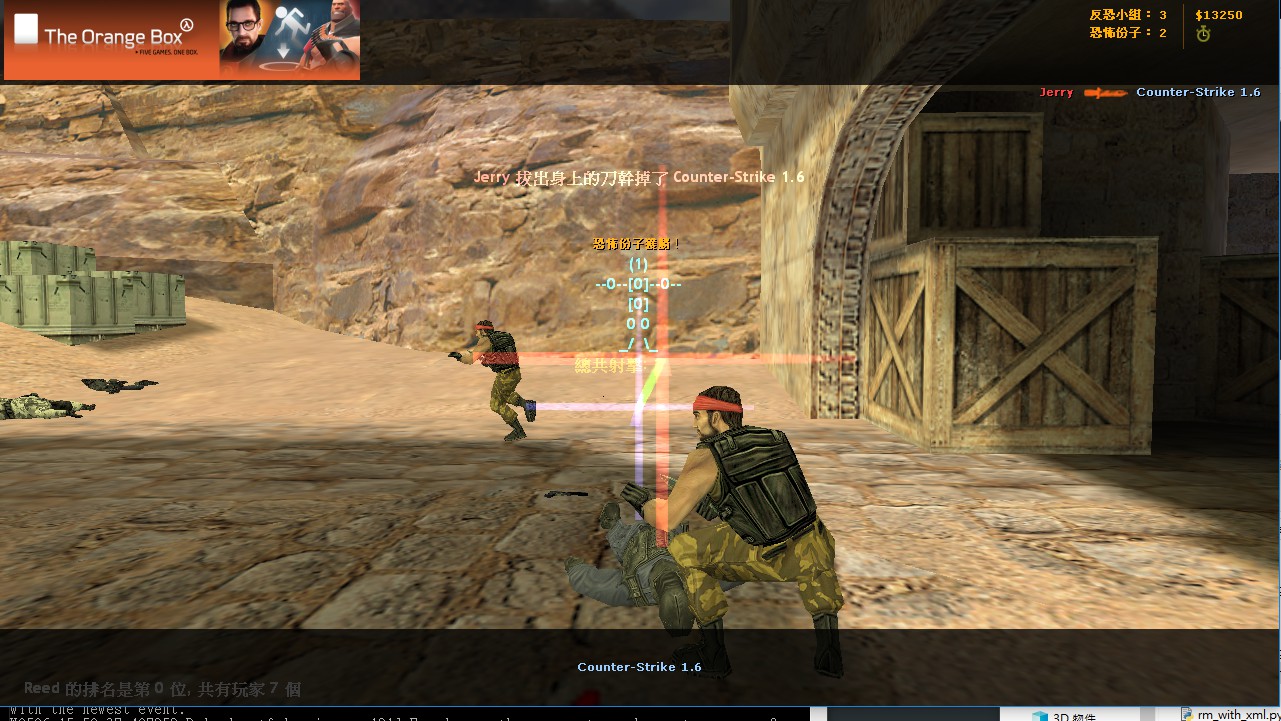 The Orange Box
• FIVE GAMES. ONE BOX.
反恐小組： 3
恐怖份子： 2
$13250
Jerry Counter-Strike 1.6
Jerry 拔出身上的刀幹掉了 Counter-Strike 1.6
恐怖份子獲勝！
(1)
--0--[0]--0--
[0]
0 0
_/ \_
總共射擊
Counter-Strike 1.6
Reed 的排名是第 0 位, 共有玩家 7 個
with the newest event.
3D 物件
rm_with_xml.py